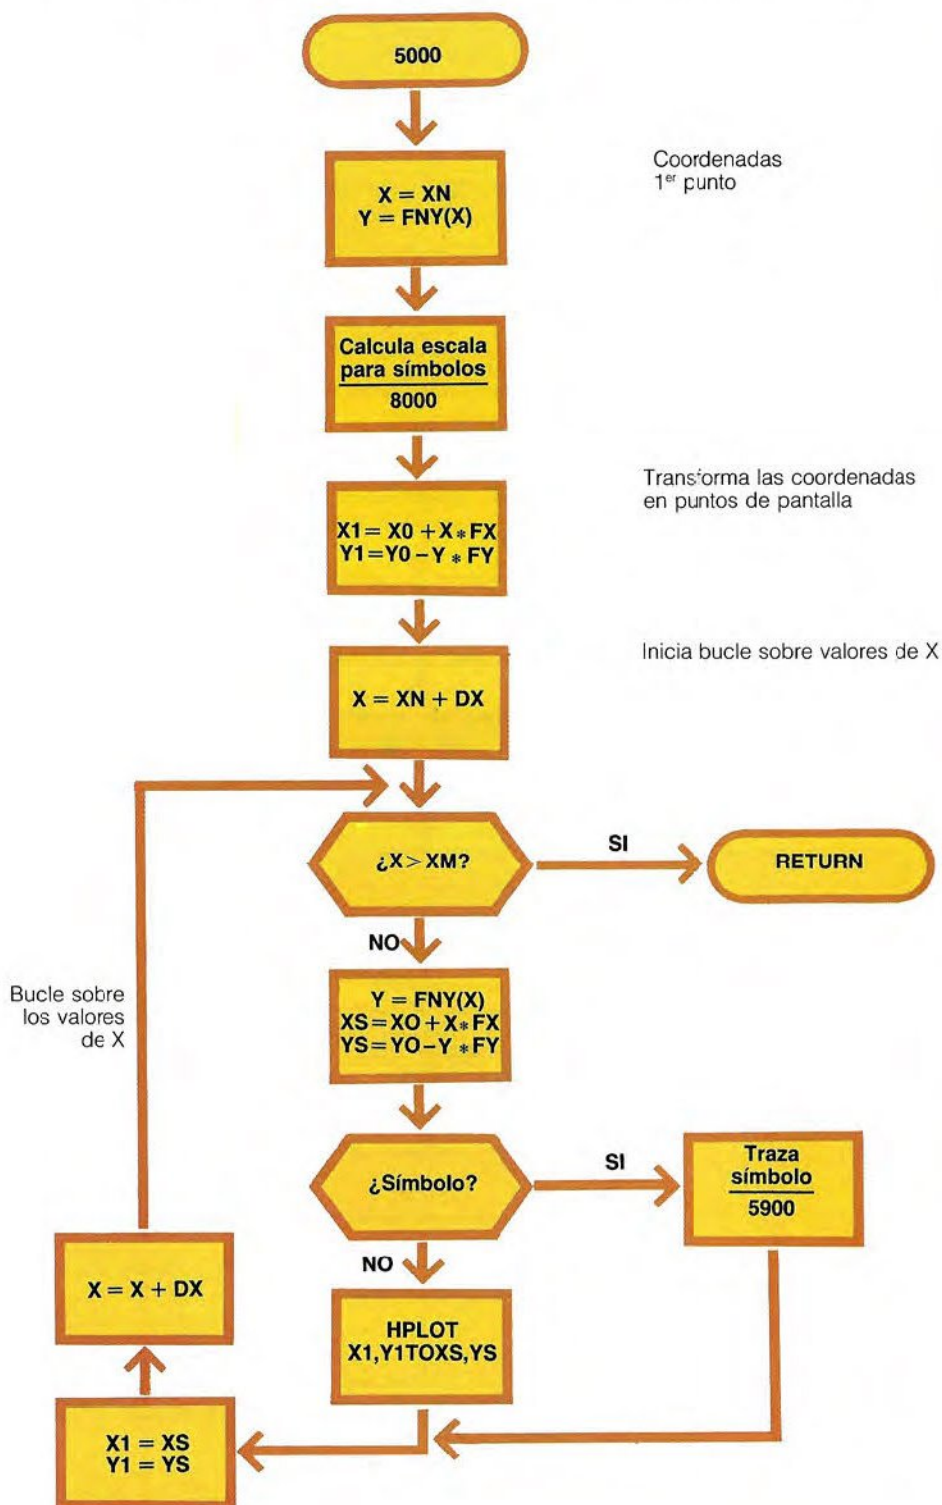 5000
X = XN
Y = FNY(X)
Coordenadas
1er punto
Calcula escala
para símbolos
8000
Transforma las coordenadas
en puntos de pantalla
X1 = X0 + X * FX
Y1 = Y0 - Y * FY
Inicia bucle sobre valores de X
X = XN + DX
¿X > XM?
SI
RETURN
NO
Bucle sobre
los valores
de X
Y = FNY(X)
XS = XO + X * FX
YS = YO - Y * FY
¿Símbolo?
SI
Traza
símbolo
5900
NO
X = X + DX
HPLOT
X1,Y1TOXS,YS
X1 = XS
Y1 = YS